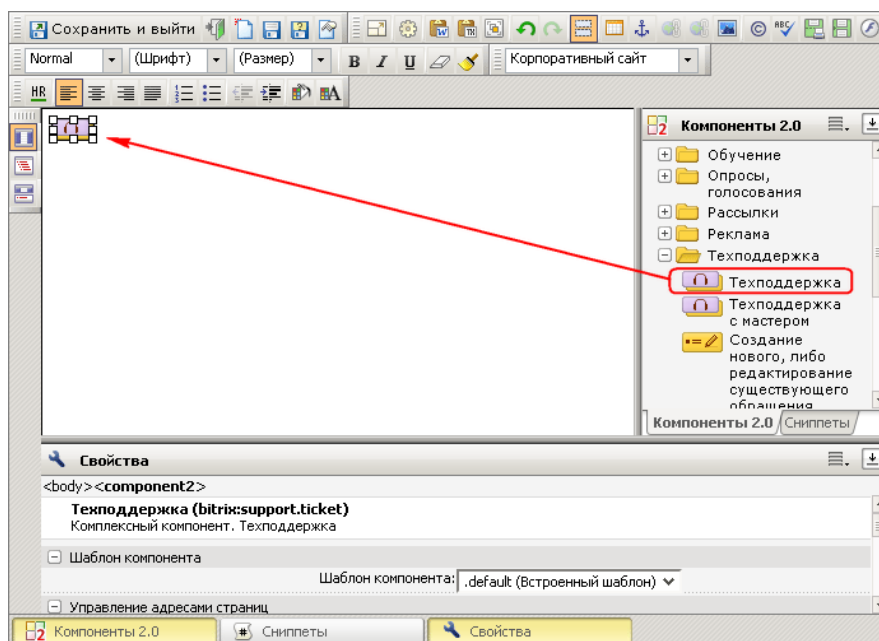 Сохранить и выйти
Normal (Шрифт) (Размер) B I U Корпоративный сайт
HR
Компоненты 2.0
Обучение
Опросы,
голосования
Рассылки
Реклама
Техподдержка
Техподдержка
Техподдержка
с мастером
Создание
нового, либо
редактирование
существующего
обращения
Компоненты 2.0 Сниппеты
Свойства
<body><component2>
Техподдержка (bitrix:support.ticket)
Комплексный компонент. Техподдержка
Шаблон компонента
Шаблон компонента: .default (Встроенный шаблон)
Управление адресами страниц
Компоненты 2.0 Сниппеты Свойства